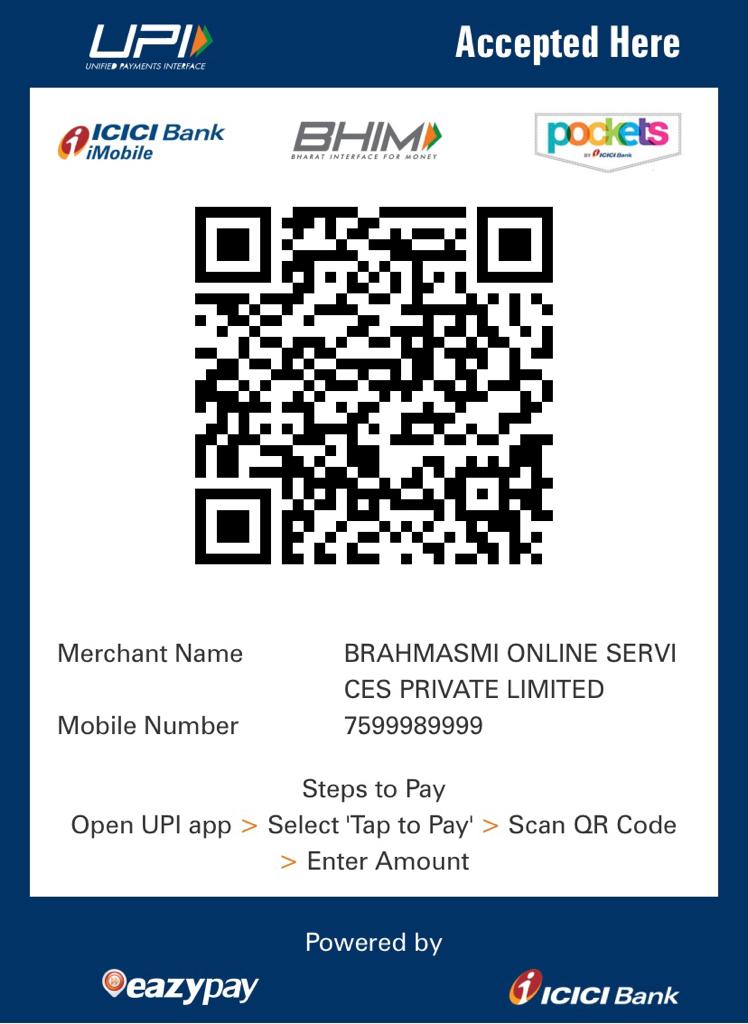 UPI
UNIFIED PAYMENTS INTERFACE
Accepted Here
ICICI Bank
iMobile
BHIM
BHARAT INTERFACE FOR MONEY
pockets
BY ICICI Bank
Merchant Name BRAHMASMI ONLINE SERVI
CES PRIVATE LIMITED
Mobile Number 7599989999
Steps to Pay
Open UPI app > Select 'Tap to Pay' > Scan QR Code
> Enter Amount
Powered by
eazypay
ICICI Bank